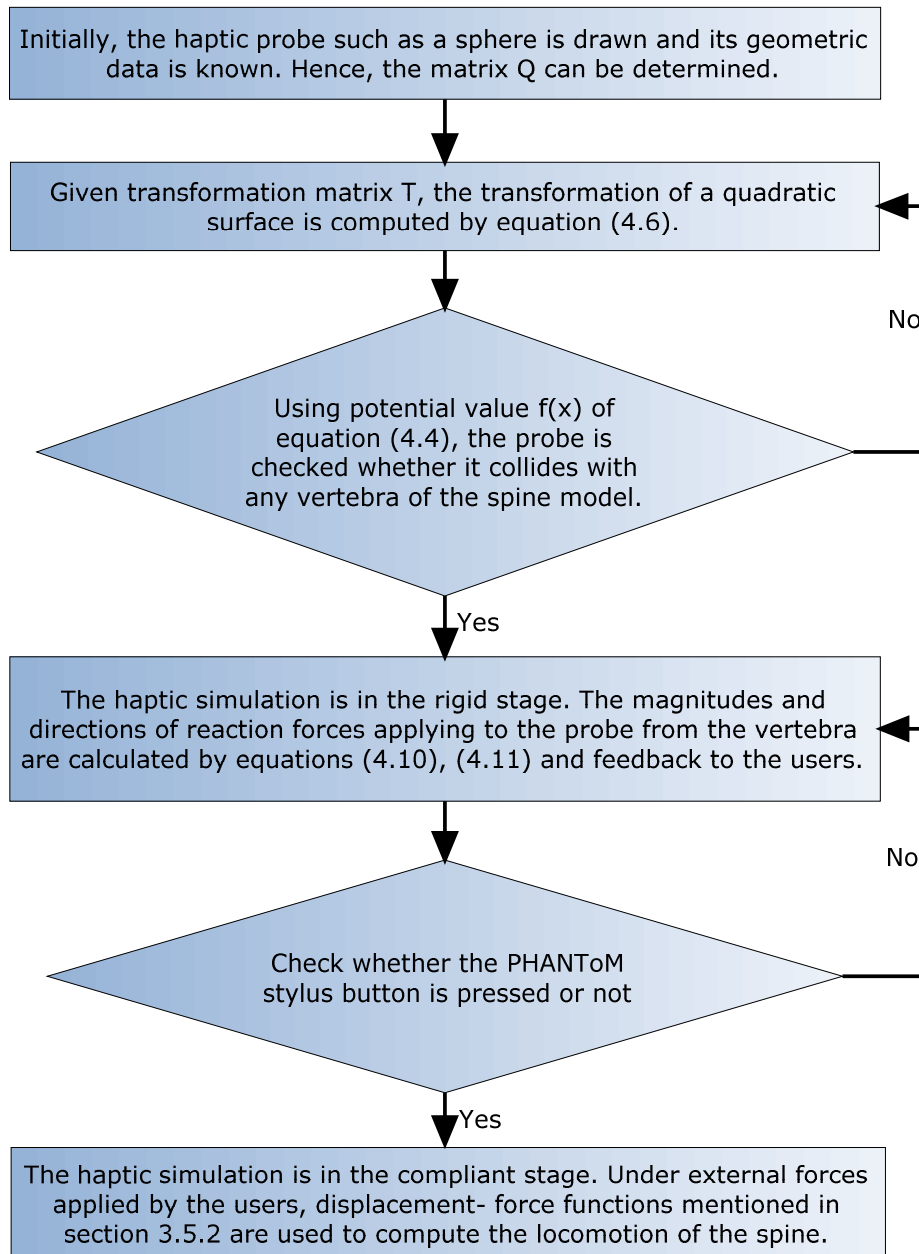 Initially, the haptic probe such as a sphere is drawn and its geometric
data is known. Hence, the matrix Q can be determined.
Given transformation matrix T, the transformation of a quadratic
surface is computed by equation (4.6).
No
Using potential value f(x) of
equation (4.4), the probe is
checked whether it collides with
any vertebra of the spine model.
Yes
The haptic simulation is in the rigid stage. The magnitudes and
directions of reaction forces applying to the probe from the vertebra
are calculated by equations (4.10), (4.11) and feedback to the users.
No
Check whether the PHANToM
stylus button is pressed or not
Yes
The haptic simulation is in the compliant stage. Under external forces
applied by the users, displacement- force functions mentioned in
section 3.5.2 are used to compute the locomotion of the spine.